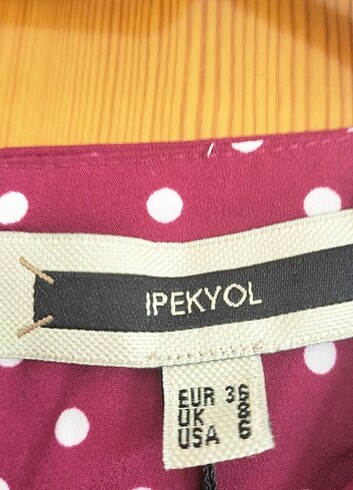 IPEKYOL
EUR 36
UK 8
USA 6